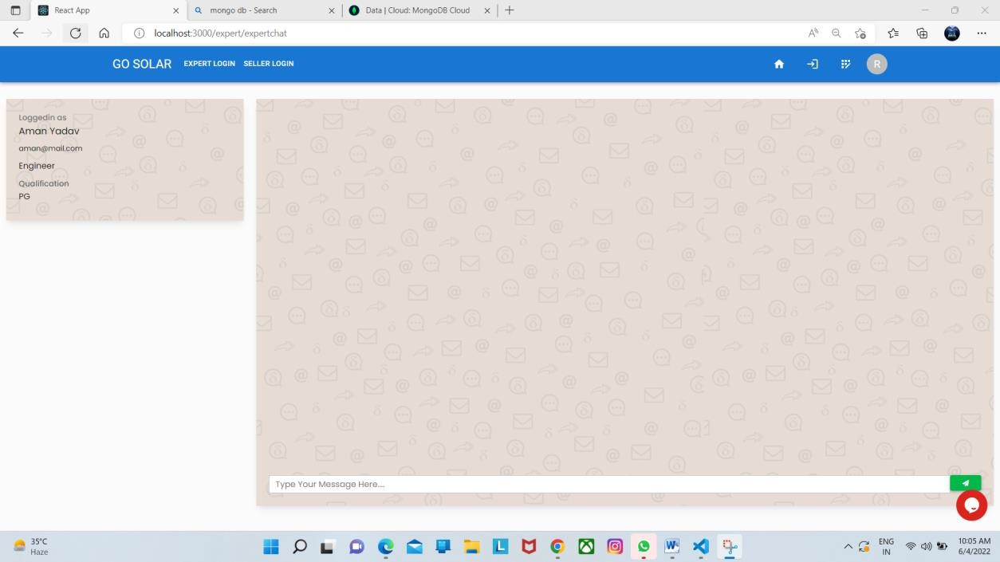 React App
mongo db - Search
Data | Cloud: MongoDB Cloud
localhost:3000/expert/expertchat
GO SOLAR EXPERT LOGIN SELLER LOGIN
R
Loggedin as
Aman Yadav
aman@mail.com
Engineer
Qualification
PG
Type Your Message Here....
35°C
Haze
ENG
IN
10:05 AM
6/4/2022